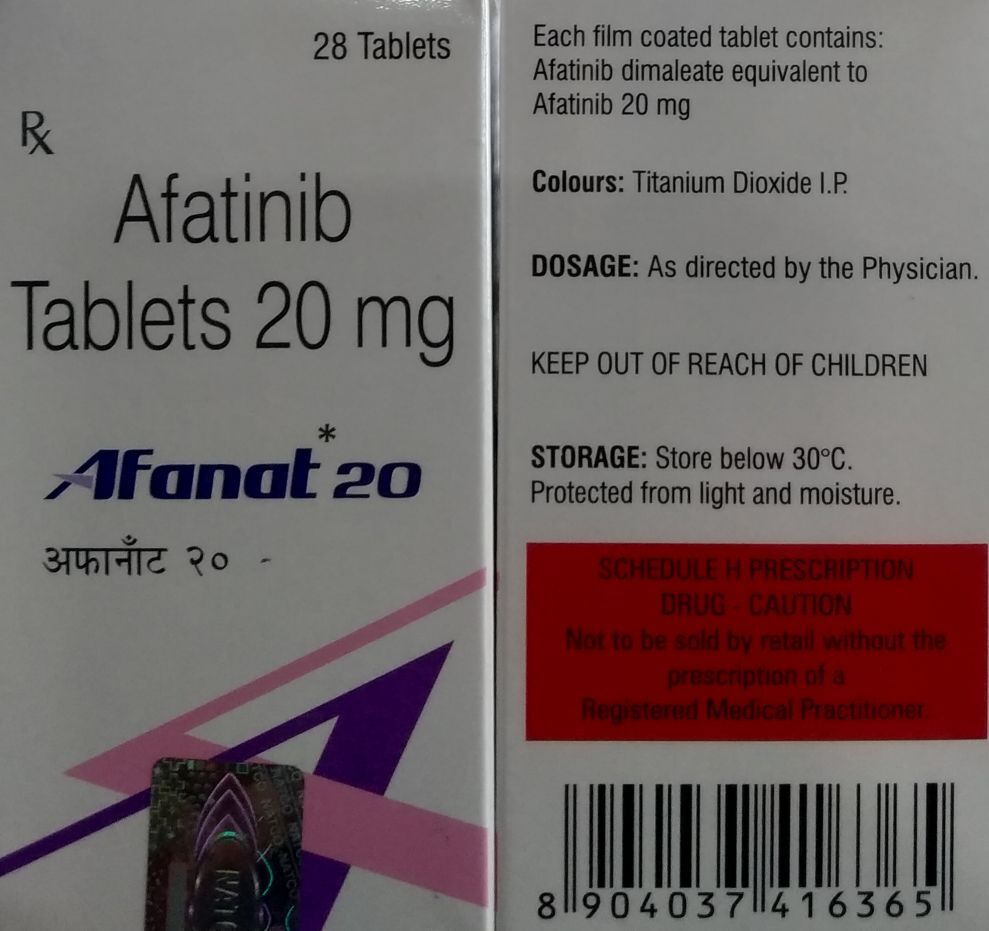 28 Tablets
Rx
Afatinib
Tablets 20 mg
Afanat* 20
अफानाँट २०
NATCO
Each film coated tablet contains:
Afatinib dimaleate equivalent to
Afatinib 20 mg
Colours: Titanium Dioxide I.P.
DOSAGE: As directed by the Physician.
KEEP OUT OF REACH OF CHILDREN
STORAGE: Store below 30°C.
Protected from light and moisture.
SCHEDULE H PRESCRIPTION
DRUG - CAUTION
Not to be sold by retail without the
prescription of a
Registered Medical Practitioner.
8 904037 416365